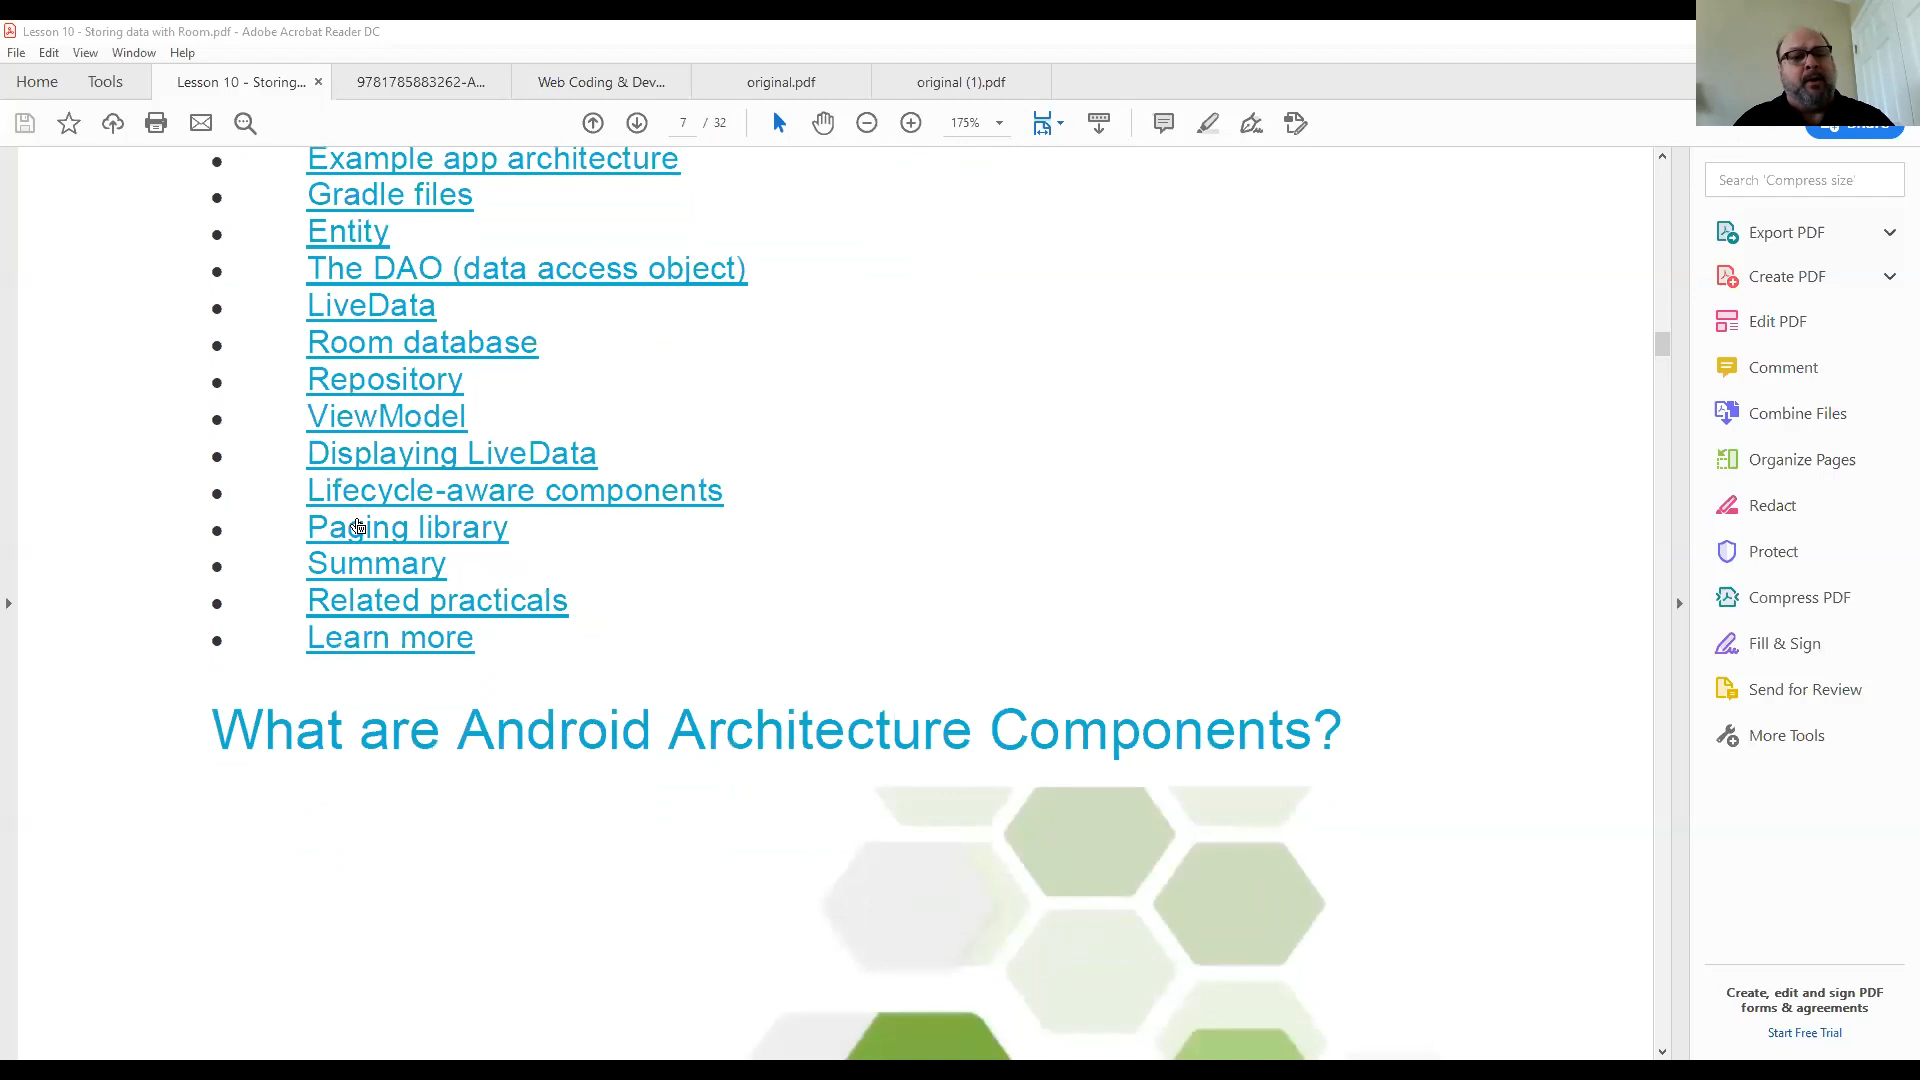 Lesson 10 - Storing data with Room.pdf - Adobe Acrobat Reader DC
File Edit View Window Help
Home Tools Lesson 10 - Storing... × 9781785883262-A... Web Coding & Dev... original.pdf original (1).pdf
7 / 32 175%
Example app architecture
Gradle files
Entity
The DAO (data access object)
LiveData
Room database
Repository
ViewModel
Displaying LiveData
Lifecycle-aware components
Paging library
Summary
Related practicals
Learn more
What are Android Architecture Components?
Search 'Compress size'
Export PDF
Create PDF
Edit PDF
Comment
Combine Files
Organize Pages
Redact
Protect
Compress PDF
Fill & Sign
Send for Review
More Tools
Create, edit and sign PDF
forms & agreements
Start Free Trial